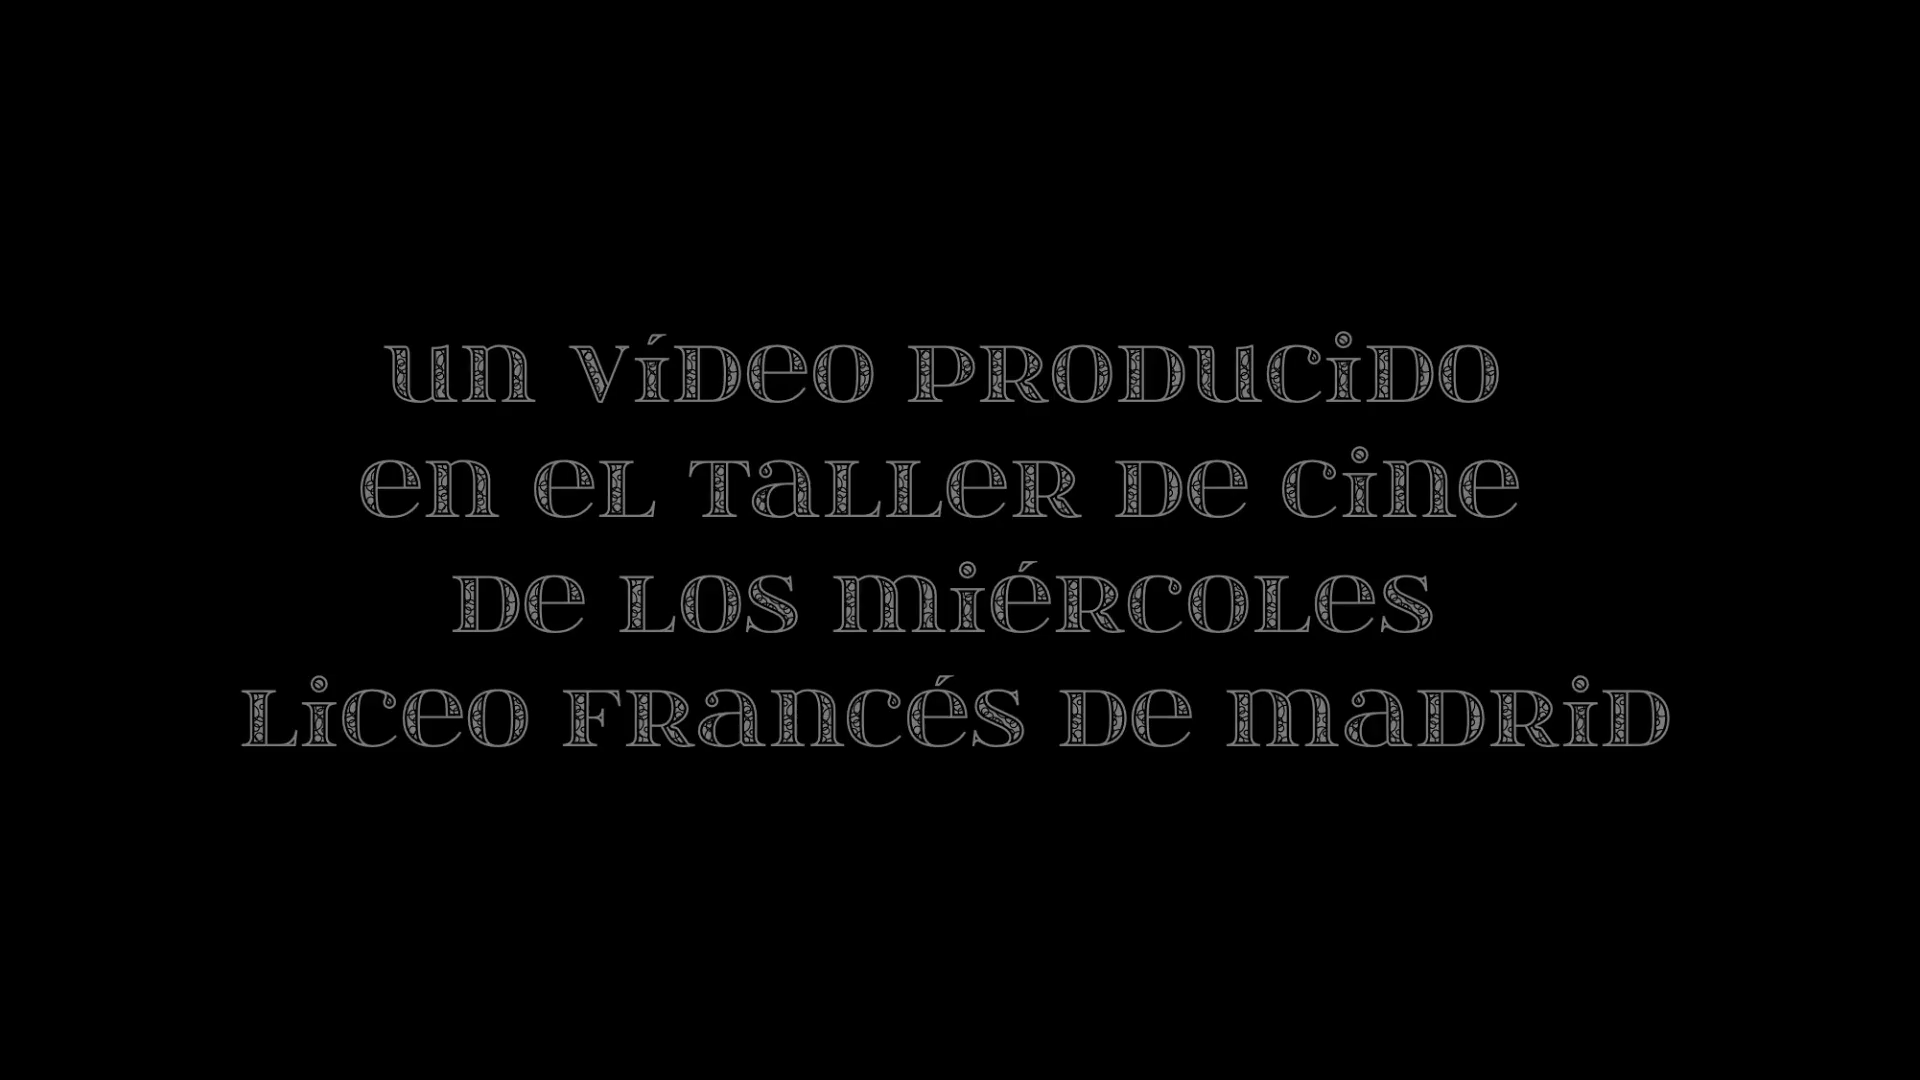 un vídeo producido
en el taller de cine
de los miércoles
liceo francés de madrid